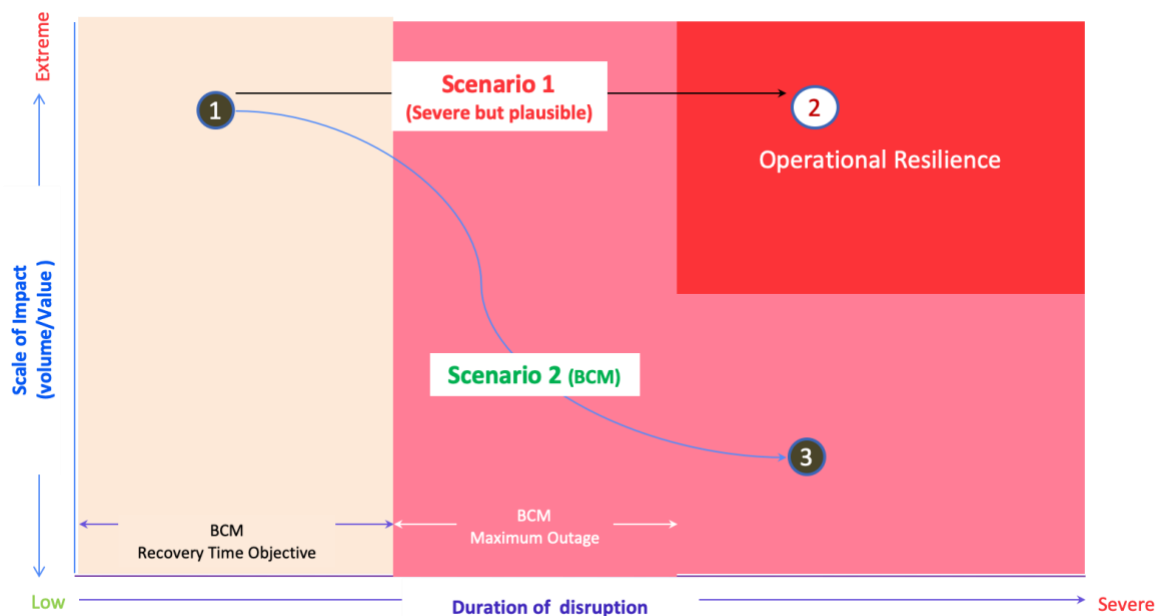 Extreme
Scale of Impact
(volume/Value )
1
Scenario 1
(Severe but plausible)
2
Operational Resilience
Scenario 2 (BCM)
3
BCM
Recovery Time Objective
BCM
Maximum Outage
Low
Duration of disruption
Severe